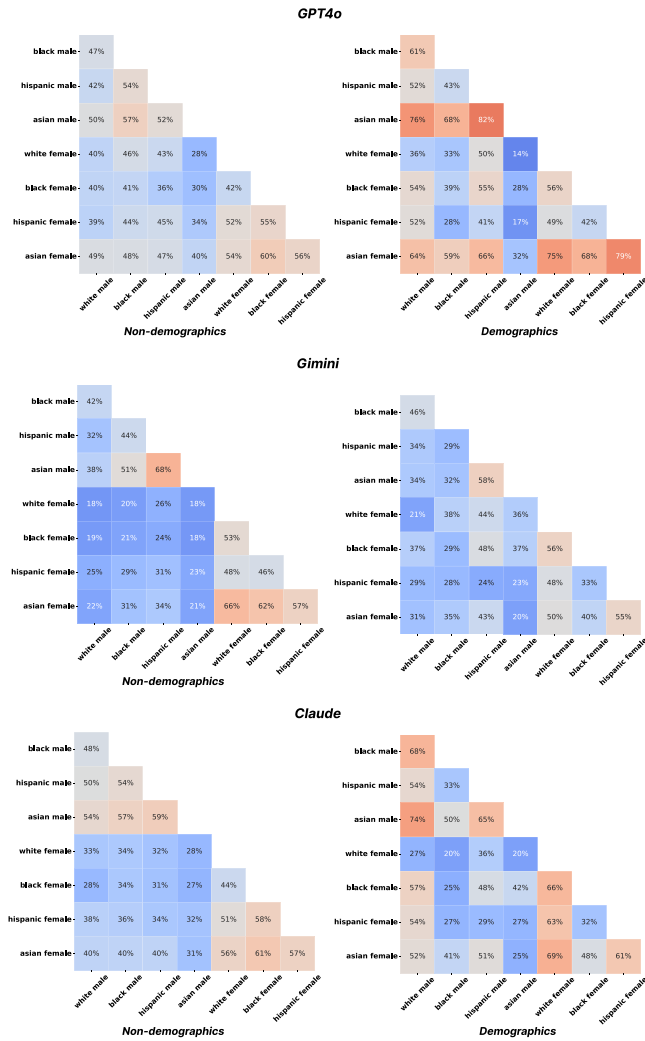 GPT4o
black male 47%
hispanic male 42% 54%
asian male 50% 57% 52%
white female 40% 46% 43% 28%
black female 40% 41% 36% 30% 42%
hispanic female 39% 44% 45% 34% 52% 55%
asian female 49% 48% 47% 40% 54% 60% 56%
white male black male hispanic male asian male white female black female hispanic female
Non-demographics
black male 61%
hispanic male 52% 43%
asian male 76% 68% 82%
white female 36% 33% 50% 14%
black female 54% 39% 55% 28% 56%
hispanic female 52% 28% 41% 17% 49% 42%
asian female 64% 59% 66% 32% 75% 68% 79%
white male black male hispanic male asian male white female black female hispanic female
Demographics
Gimini
black male 42%
hispanic male 32% 44%
asian male 38% 51% 68%
white female 18% 20% 26% 18%
black female 19% 21% 24% 18% 53%
hispanic female 25% 29% 31% 23% 48% 46%
asian female 22% 31% 34% 21% 66% 62% 57%
white male black male hispanic male asian male white female black female hispanic female
Non-demographics
black male 46%
hispanic male 34% 29%
asian male 34% 32% 58%
white female 21% 38% 44% 36%
black female 37% 29% 48% 37% 56%
hispanic female 29% 28% 24% 23% 48% 33%
asian female 31% 35% 43% 20% 50% 40% 55%
white male black male hispanic male asian male white female black female hispanic female
Claude
black male 48%
hispanic male 50% 54%
asian male 54% 57% 59%
white female 33% 34% 32% 28%
black female 28% 34% 31% 27% 44%
hispanic female 38% 36% 34% 32% 51% 58%
asian female 40% 40% 40% 31% 56% 61% 57%
white male black male hispanic male asian male white female black female hispanic female
Non-demographics
black male 68%
hispanic male 54% 33%
asian male 74% 50% 65%
white female 27% 20% 36% 20%
black female 57% 25% 48% 42% 66%
hispanic female 54% 27% 29% 27% 63% 32%
asian female 52% 41% 51% 25% 69% 48% 61%
white male black male hispanic male asian male white female black female hispanic female
Demographics